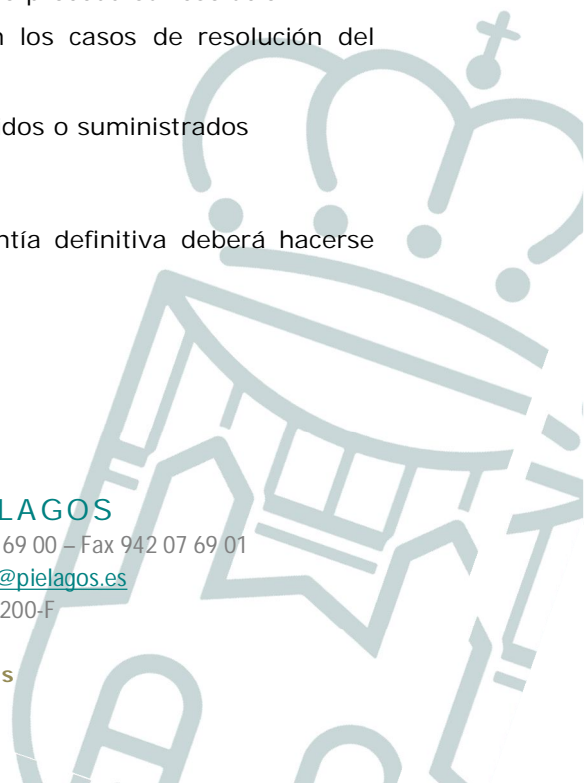 n los casos de resolución del
dos o suministrados
ntía definitiva deberá hacerse
LAGOS
69 00 – Fax 942 07 69 01
@pielagos.es
200-F
s